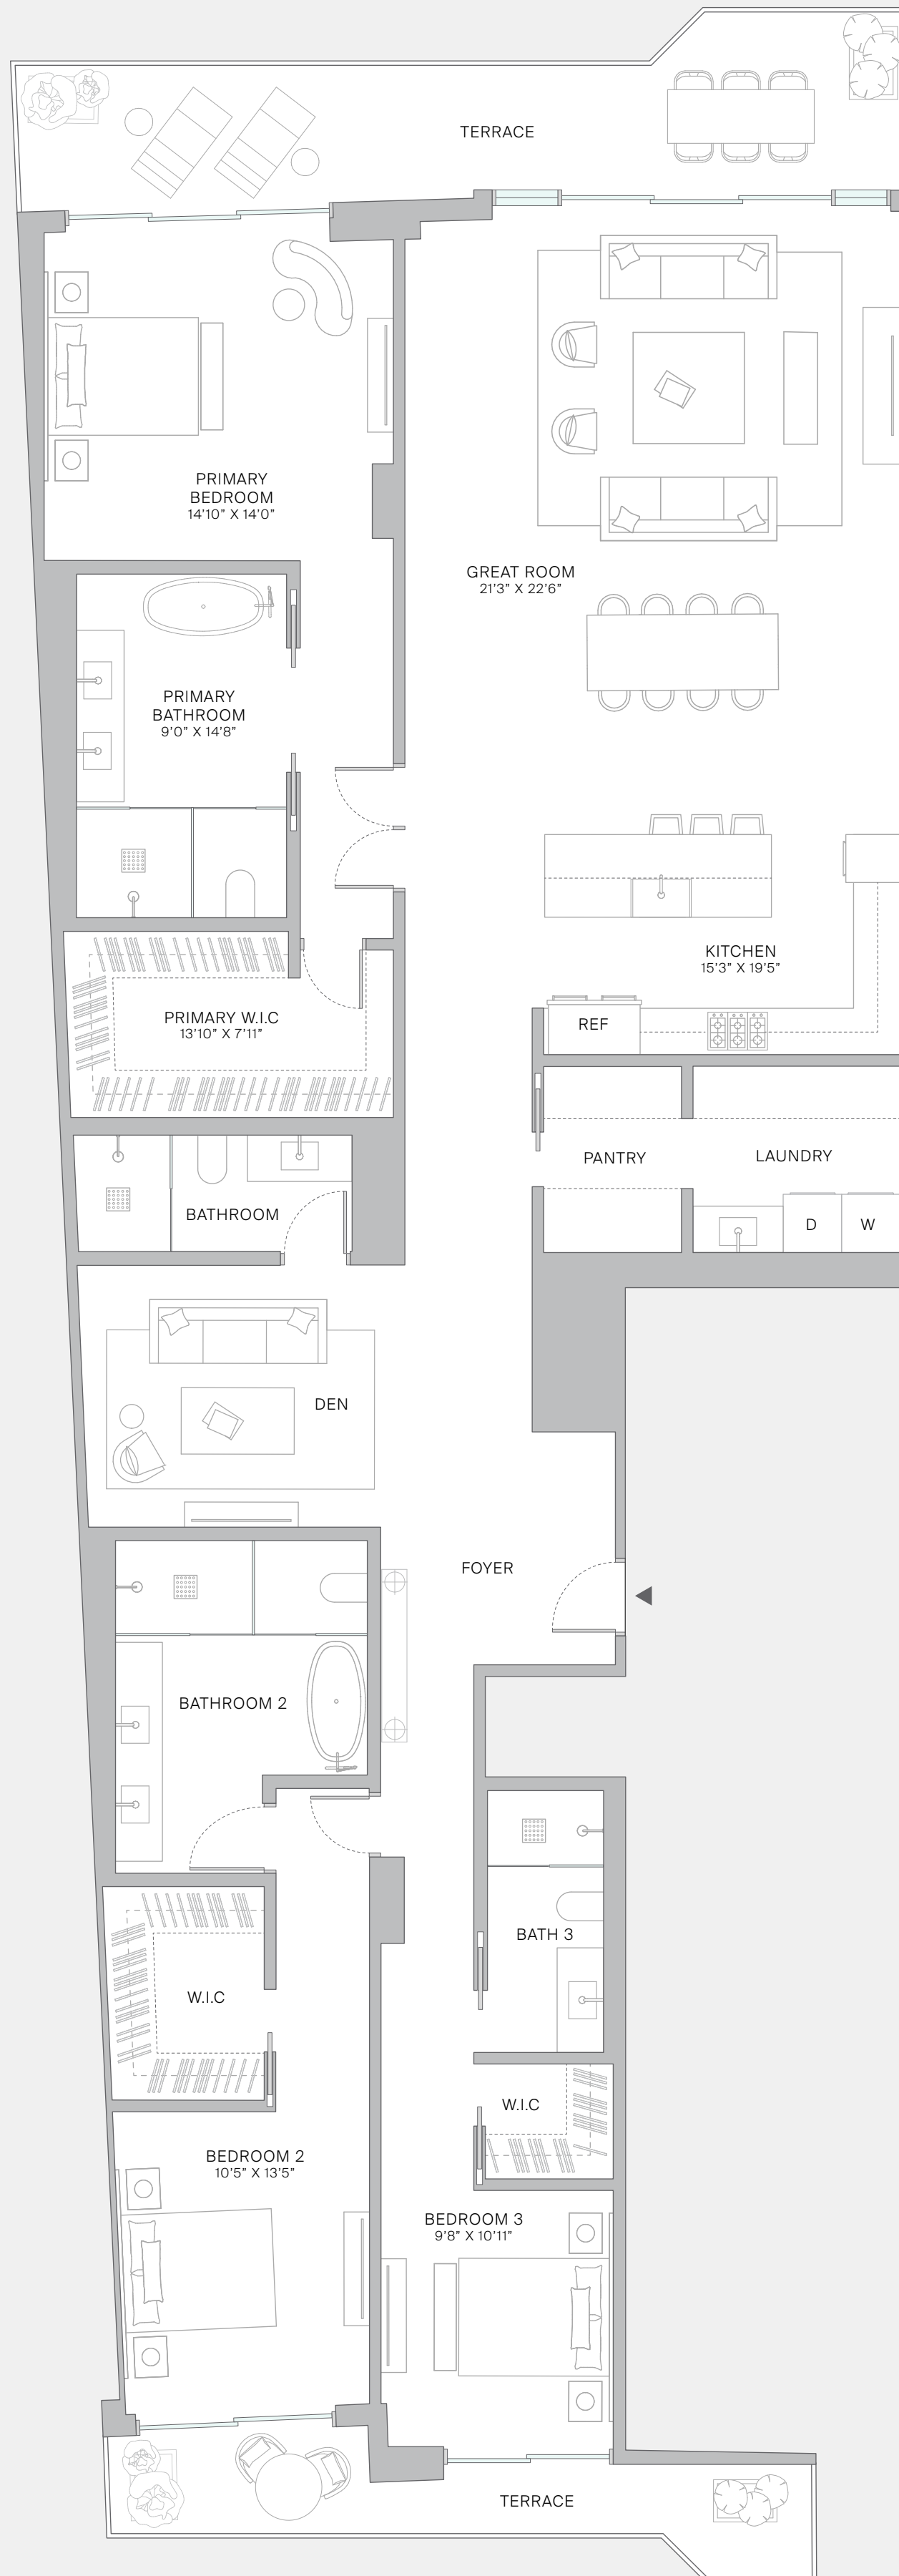 TERRACE
PRIMARY
BEDROOM
14'10" X 14'0"
GREAT ROOM
21'3" X 22'6"
PRIMARY
BATHROOM
9'0" X 14'8"
KITCHEN
15'3" X 19'5"
PRIMARY W.I.C
13'10" X 7'11"
REF
PANTRY
LAUNDRY
BATHROOM
D
W
DEN
FOYER
BATHROOM 2
BATH 3
W.I.C
W.I.C
BEDROOM 2
10'5" X 13'5"
BEDROOM 3
9'8" X 10'11"
TERRACE